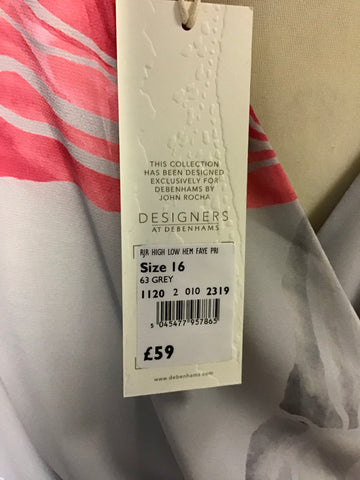 THIS COLLECTION
HAS BEEN DESIGNED
EXCLUSIVELY FOR
DEBENHAMS BY
JOHN ROCHA
DESIGNERS
AT DEBENHAMS
RJR HIGH LOW HEM FAYE PRI
Size 16
63 GREY
1120 2 010 2319
5 045477 957865
£59
www.debenhams.com